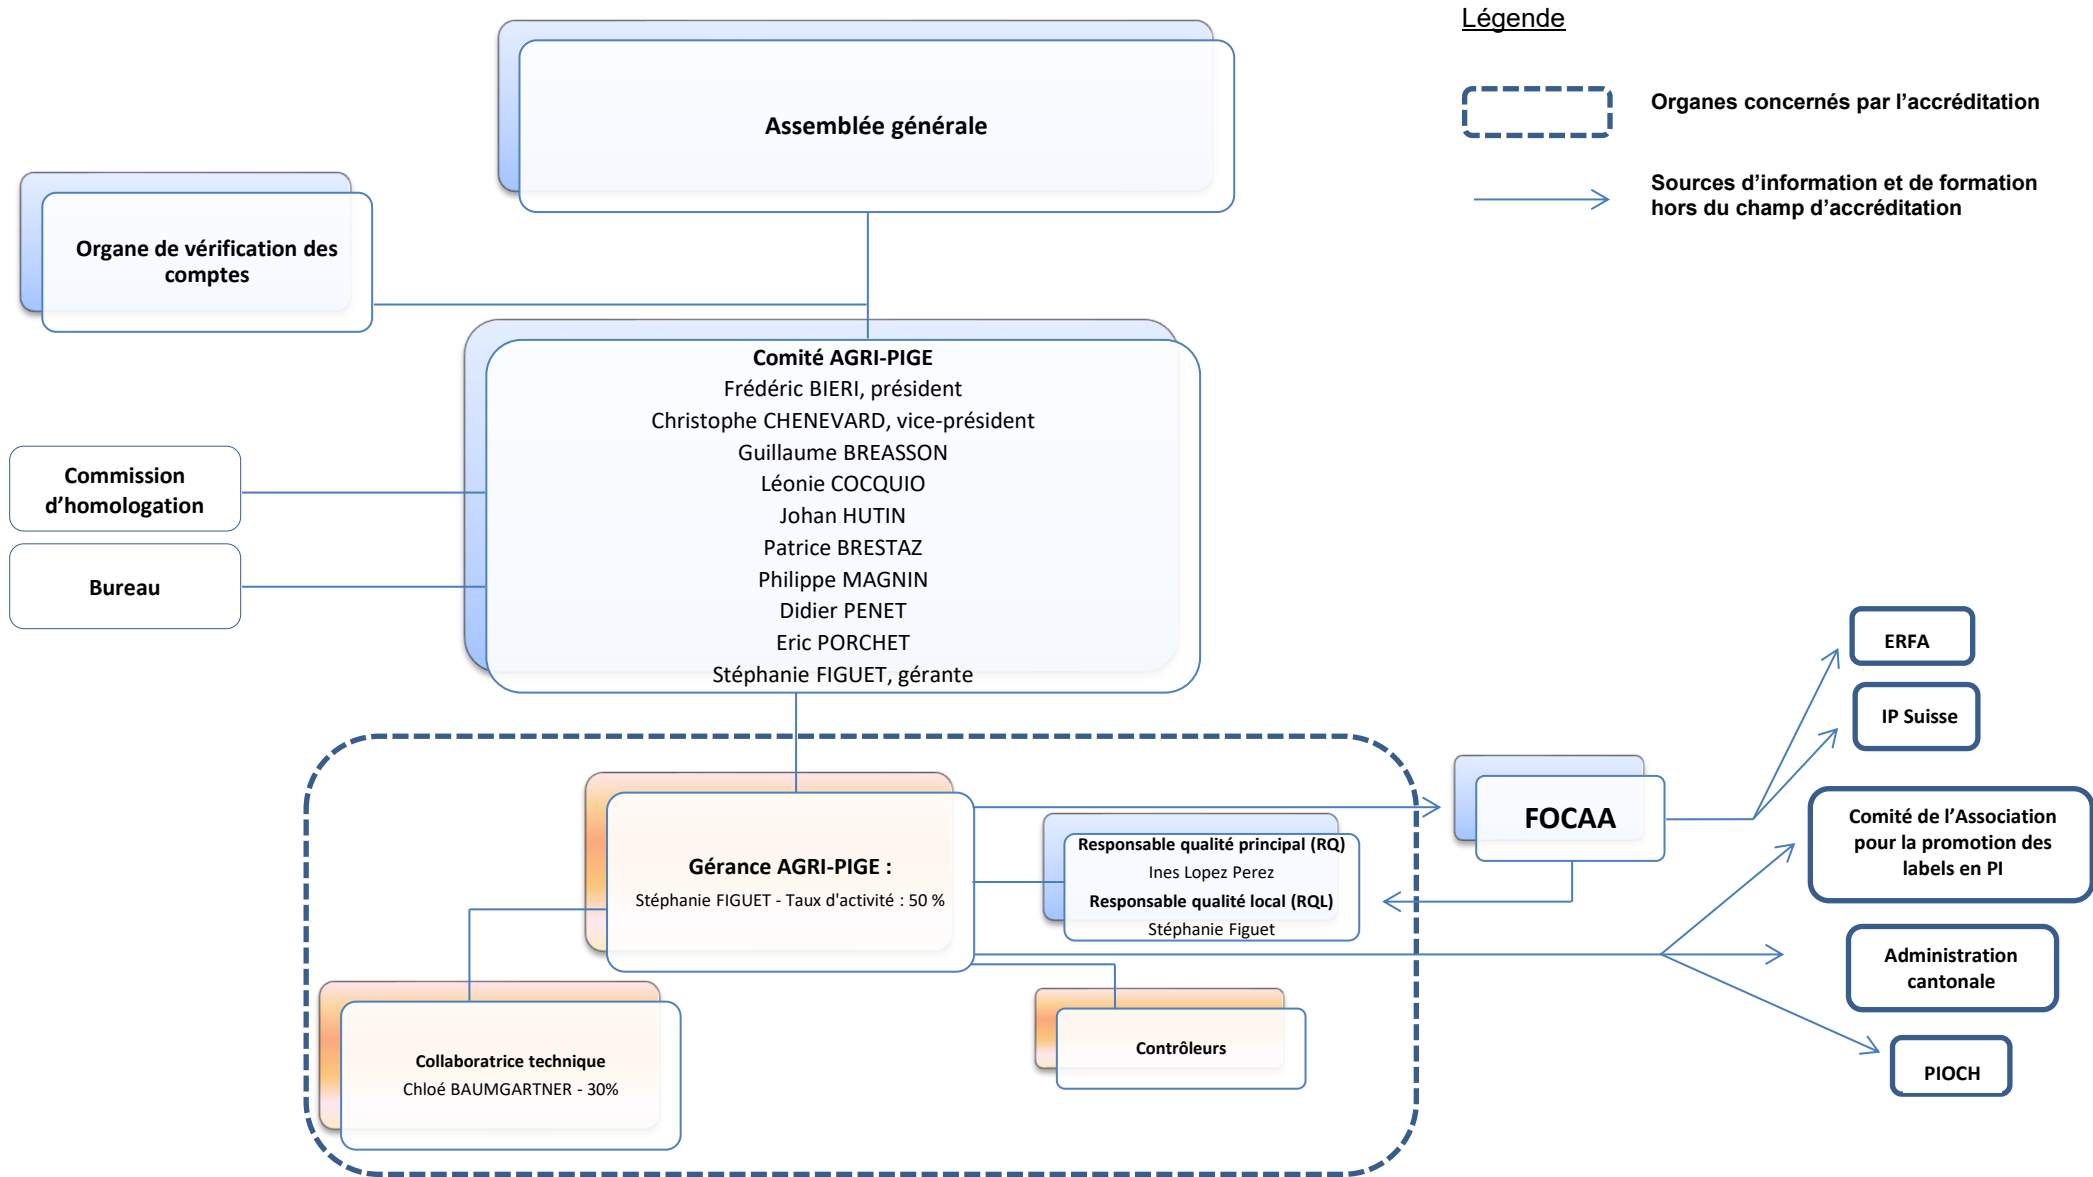 Légende
Organes concernés par l'accréditation
Sources d'information et de formation
hors du champ d'accréditation
Assemblée générale
Organe de vérification des
comptes
Comité AGRI-PIGE
Frédéric BIERI, président
Christophe CHENEVARD, vice-président
Guillaume BREASSON
Léonie COCQUIO
Johan HUTIN
Patrice BRESTAZ
Philippe MAGNIN
Didier PENET
Eric PORCHET
Stéphanie FIGUET, gérante
Commission
d'homologation
Bureau
Gérance AGRI-PIGE :
Stéphanie FIGUET - Taux d'activité : 50 %
Responsable qualité principal (RQ)
Ines Lopez Perez
Responsable qualité local (RQL)
Stéphanie Figuet
Collaboratrice technique
Chloé BAUMGARTNER - 30%
Contrôleurs
FOCAA
ERFA
IP Suisse
Comité de l'Association
pour la promotion des
labels en PI
Administration
cantonale
PIOCH